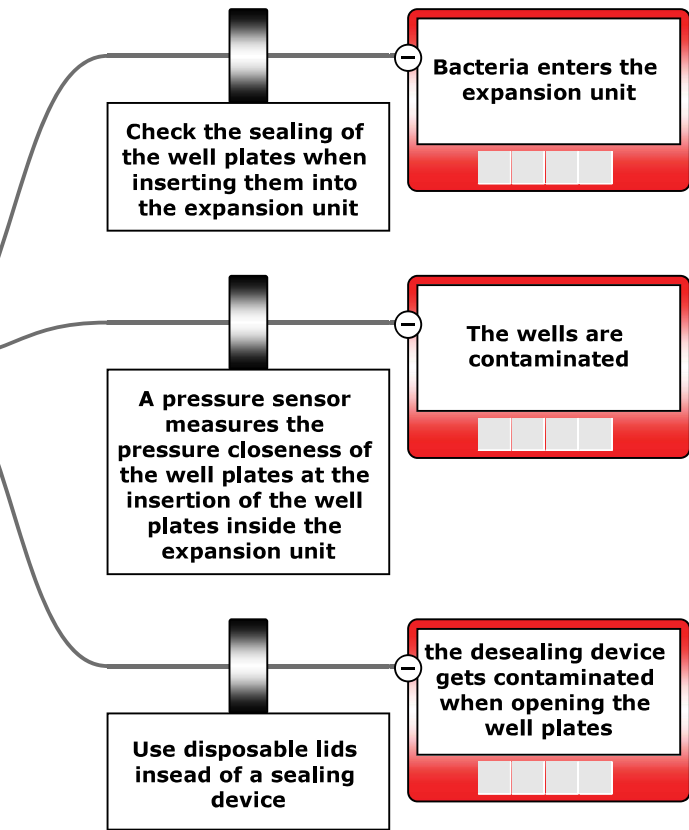 Bacteria enters the
expansion unit
Check the sealing of
the well plates when
inserting them into
the expansion unit
The wells are
contaminated
A pressure sensor
measures the
pressure closeness of
the well plates at the
insertion of the well
plates inside the
expansion unit
the desealing device
gets contaminated
when opening the
well plates
Use disposable lids
insead of a sealing
device